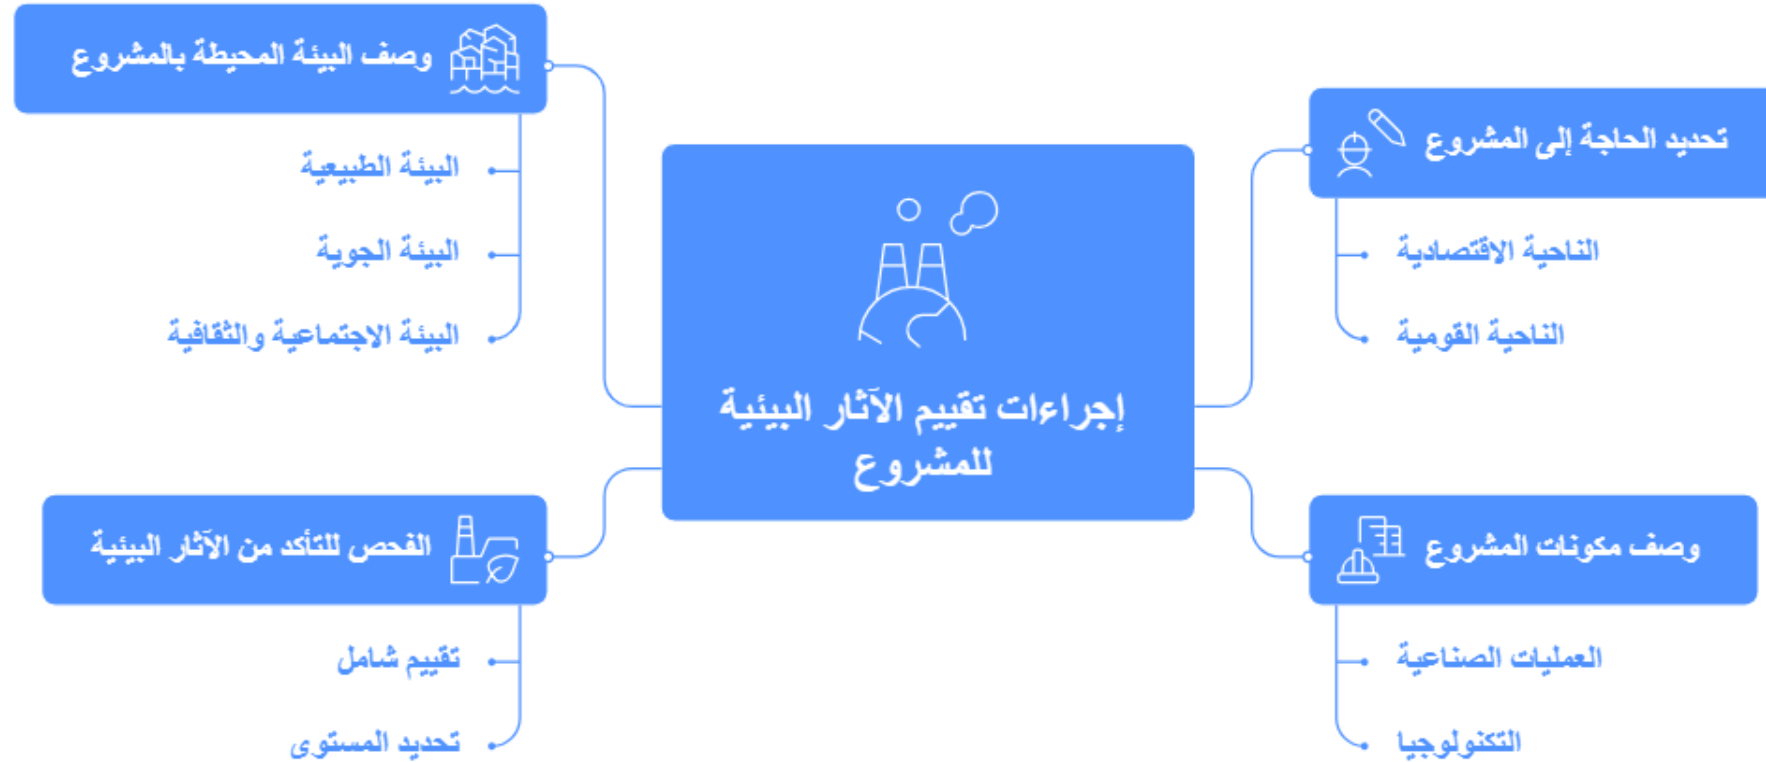 إجراءات تقييم الآثار البيئية
للمشروع
تحديد الحاجة إلى المشروع
الناحية الاقتصادية
الناحية القومية
وصف مكونات المشروع
العمليات الصناعية
التكنولوجيا
وصف البيئة المحيطة بالمشروع
البيئة الطبيعية
البيئة الجوية
البيئة الاجتماعية والثقافية
الفحص للتأكد من الآثار البيئية
تقييم شامل
تحديد المستوى